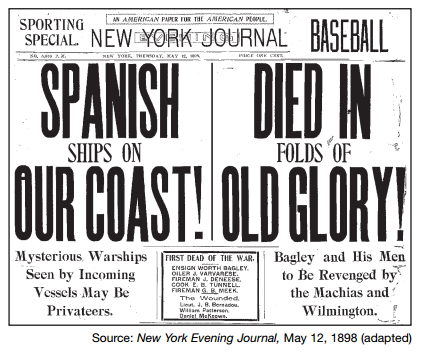 AN AMERICAN PAPER FOR THE AMERICAN PEOPLE.
SPORTING
SPECIAL.
NEW YORK JOURNAL
EVENING
BASEBALL
NEW YORK, THURSDAY, MAY 12, 1898.
PRICE ONE CENT.
SPANISH
SHIPS ON
OUR COAST!
DIED IN
FOLDS OF
OLD GLORY!
Mysterious Warships
Seen by Incoming
Vessels May Be
Privateers.
FIRST DEAD OF THE WAR.
ENSIGN WORTH BAGLEY.
OILER J. VARVARESE.
FIREMAN J. DENEESE.
COOK E. B. TUNNELL.
FIREMAN G. B. MEEK.
The Wounded.
Lieut. J. B. Bernadou.
William Patterson.
Daniel McKeown.
Bagley and His Men
to Be Revenged by
the Machias and
Wilmington.
Source: New York Evening Journal, May 12, 1898 (adapted)